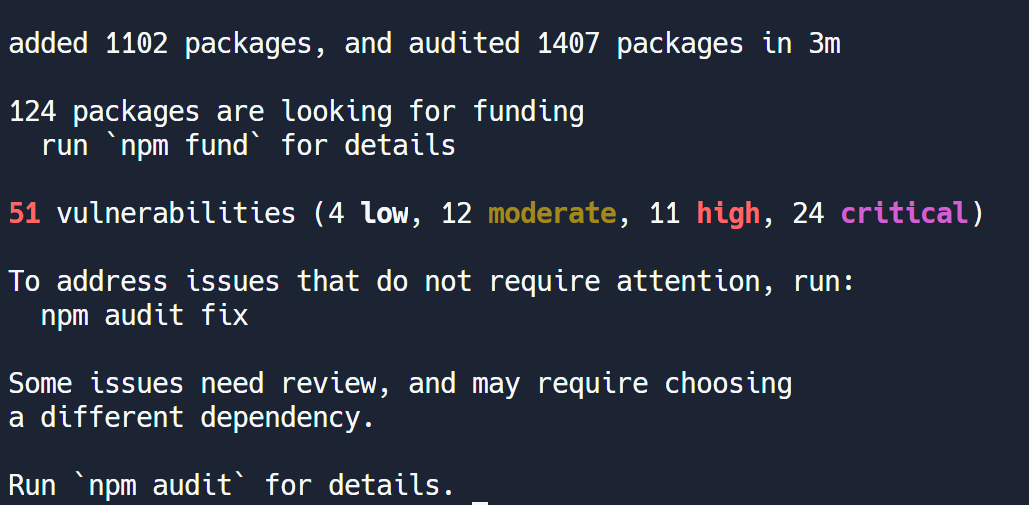 added 1102 packages, and audited 1407 packages in 3m
124 packages are looking for funding
run `npm fund` for details
51 vulnerabilities (4 low, 12 moderate, 11 high, 24 critical)
To address issues that do not require attention, run:
npm audit fix
Some issues need review, and may require choosing
a different dependency.
Run `npm audit` for details.